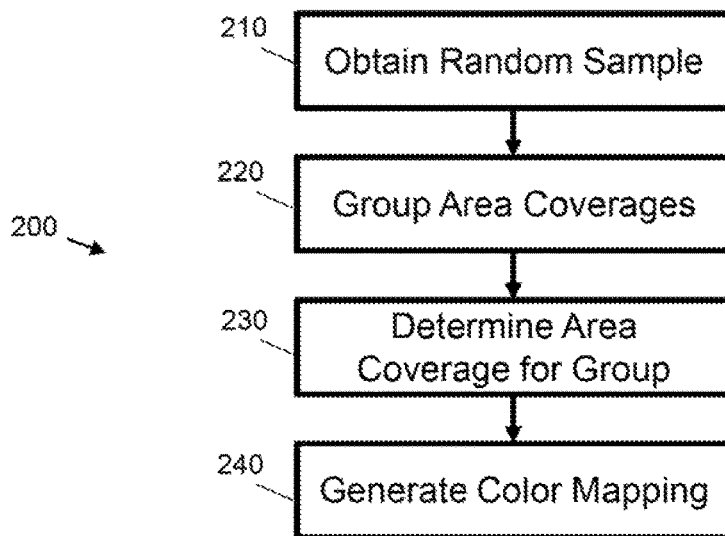 210
Obtain Random Sample
220
Group Area Coverages
200
230
Determine Area
Coverage for Group
240
Generate Color Mapping